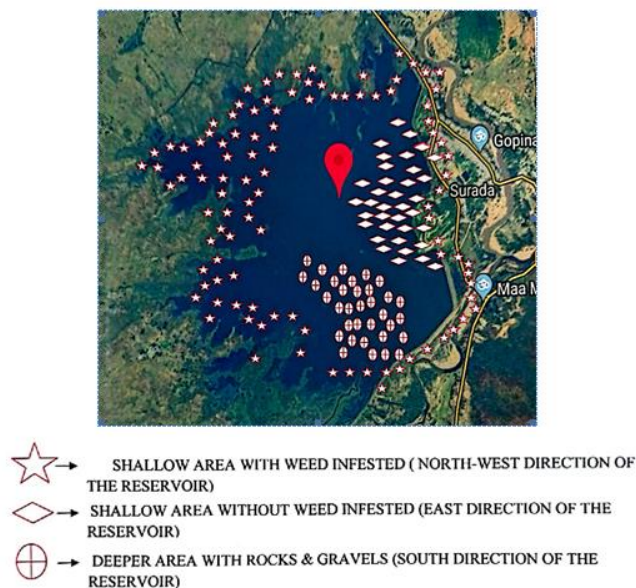 Gopina
Surada
Maa M
SHALLOW AREA WITH WEED INFESTED ( NORTH-WEST DIRECTION OF
THE RESERVOIR)
SHALLOW AREA WITHOUT WEED INFESTED (EAST DIRECTION OF THE
RESERVOIR)
DEEPER AREA WITH ROCKS & GRAVELS (SOUTH DIRECTION OF THE
RESERVOIR)